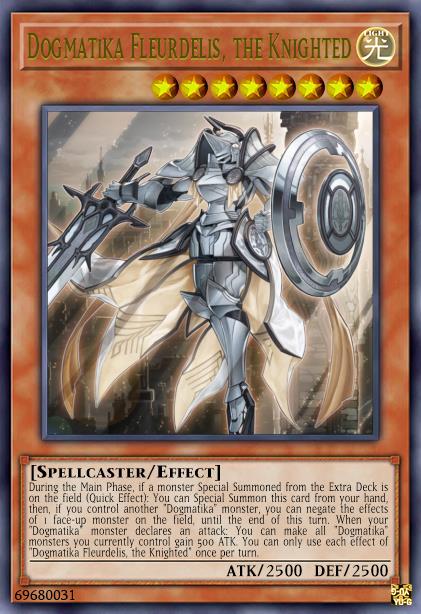 Dogmatika Fleurdelis, the Knighted
LIGHT
光
[Spellcaster/Effect]
During the Main Phase, if a monster Special Summoned from the Extra Deck is
on the field (Quick Effect): You can Special Summon this card from your hand,
then, if you control another "Dogmatika" monster, you can negate the effects
of 1 face-up monster on the field, until the end of this turn. When your
"Dogmatika" monster declares an attack: You can make all "Dogmatika"
monsters you currently control gain 500 ATK. You can only use each effect of
"Dogmatika Fleurdelis, the Knighted" once per turn.
ATK/2500 DEF/2500
69680031